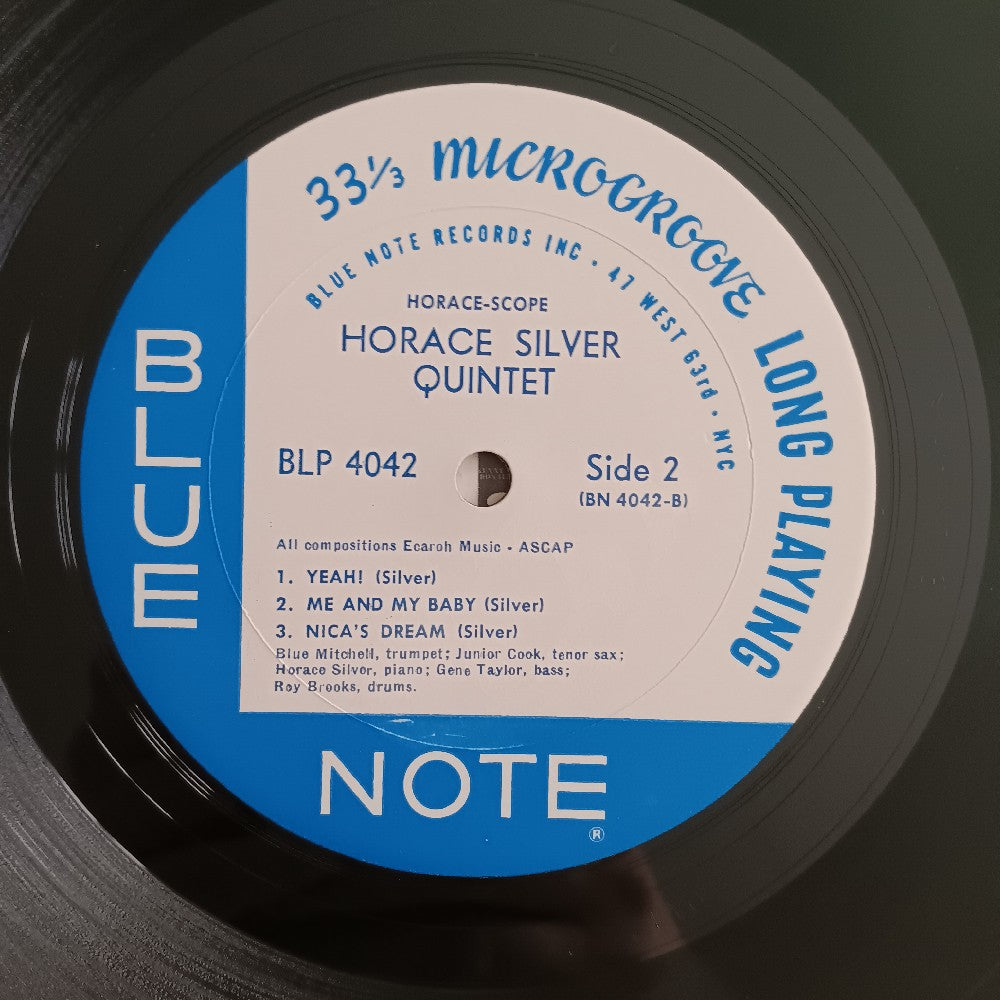 33⅓ MICROGROOVE LONG PLAYING
BLUE NOTE RECORDS INC • 47 WEST 63rd • NYC
HORACE-SCOPE
HORACE SILVER
QUINTET
BLP 4042
Side 2
(BN 4042-B)
All compositions Ecaroh Music - ASCAP
1. YEAH! (Silver)
2. ME AND MY BABY (Silver)
3. NICA'S DREAM (Silver)
Blue Mitchell, trumpet; Junior Cook, tenor sax;
Horace Silver, piano; Gene Taylor, bass;
Roy Brooks, drums.
BLUE
NOTE
®